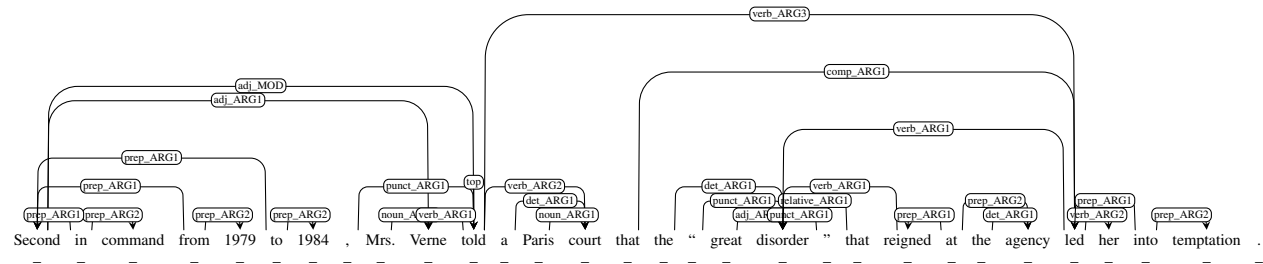 verb_ARG3
comp_ARG1
adj_MOD
adj_ARG1
verb_ARG1
prep_ARG1
prep_ARG1 punct_ARG1 top verb_ARG2 det_ARG1 verb_ARG1
det_ARG1 punct_ARG1 relative_ARG1 prep_ARG2 prep_ARG1
prep_ARG1 prep_ARG2 prep_ARG2 prep_ARG2 verb_ARG1 noun_ARG1 punct_ARG1 prep_ARG1 det_ARG1 verb_ARG2 prep_ARG2
Second in command from 1979 to 1984 , Mrs. Verne told a Paris court that the “ great disorder ” that reigned at the agency led her into temptation .
_ _ _ _ _ _ _ _ _ _ _ _ _ _ _ _ _ _ _ _ _ _ _ _ _ _ _ _ _